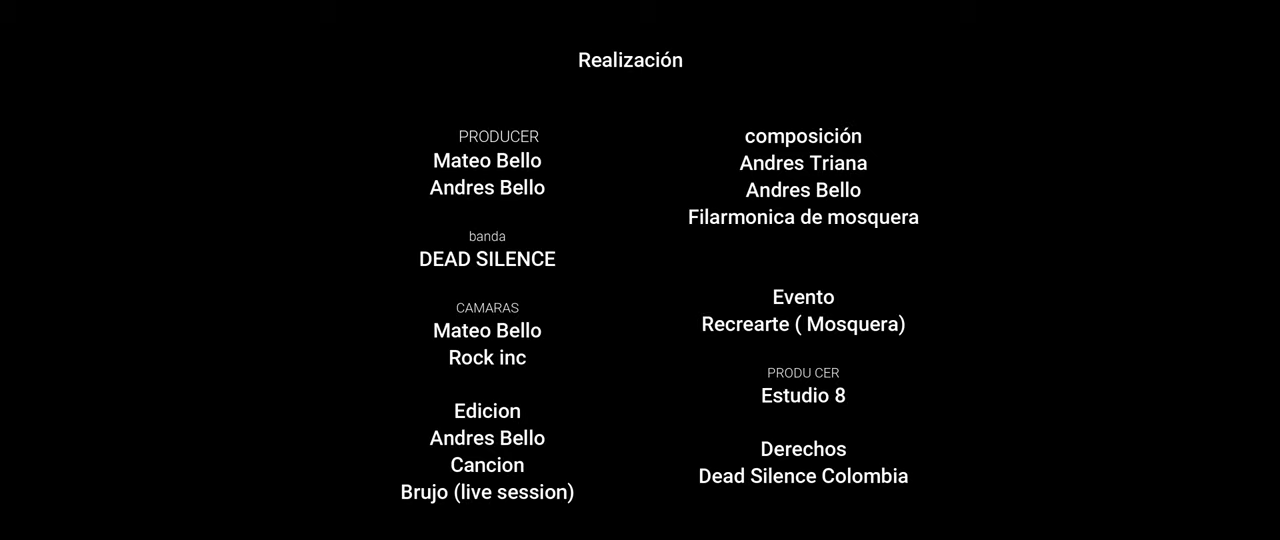 Realización
PRODUCER
Mateo Bello
Andres Bello
banda
DEAD SILENCE
CAMARAS
Mateo Bello
Rock inc
Edicion
Andres Bello
Cancion
Brujo (live session)
composición
Andres Triana
Andres Bello
Filarmonica de mosquera
Evento
Recrearte ( Mosquera)
PRODU CER
Estudio 8
Derechos
Dead Silence Colombia